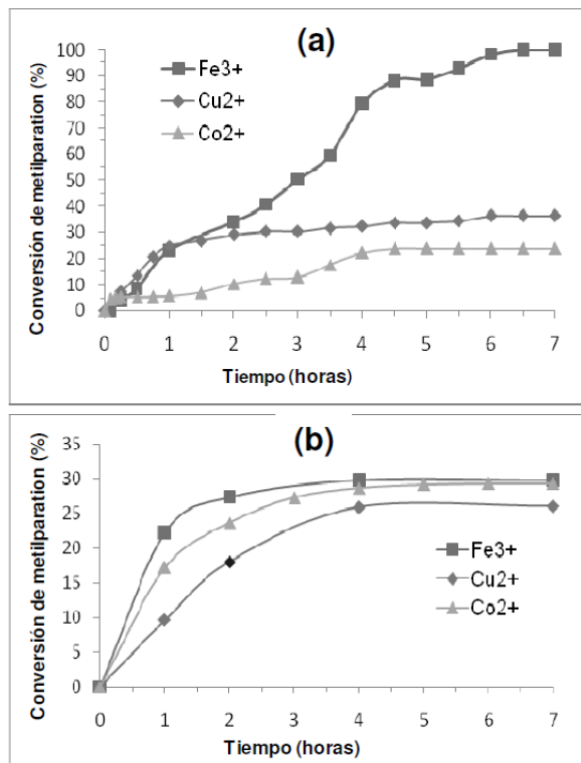 (a)
Conversión de metilparation (%)
100
90
80
70
60
50
40
30
20
10
0
Fe3+
Cu2+
Co2+
0 1 2 3 4 5 6 7
Tiempo (horas)
(b)
Conversión de metilparation (%)
35
30
25
20
15
10
5
0
Fe3+
Cu2+
Co2+
0 1 2 3 4 5 6 7
Tiempo (horas)